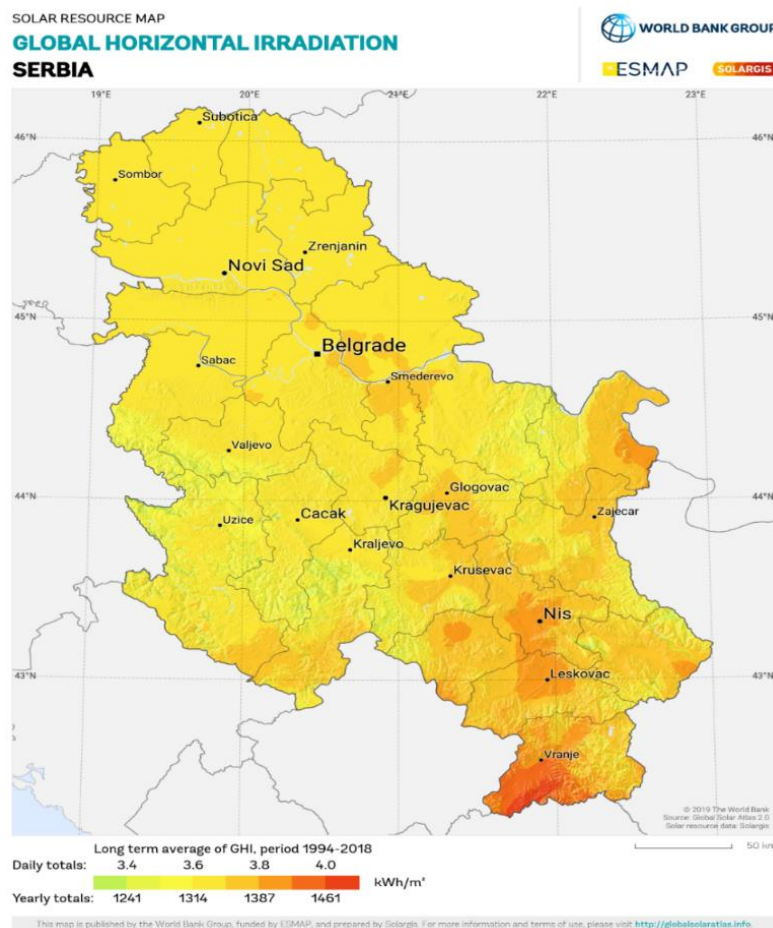 SOLAR RESOURCE MAP
GLOBAL HORIZONTAL IRRADIATION
SERBIA
WORLD BANK GROUP
ESMAP
SOLARGIS
19°E
20°E
21°E
22°E
23°E
46°N
46°N
Subotica
Sombor
Zrenjanin
Novi Sad
45°N
45°N
Belgrade
Sabac
Smederevo
Valjevo
44°N
44°N
Glogovac
Kragujevac
Uzice
Cacak
Zajecar
Kraljevo
Krusevac
Nis
43°N
43°N
Leskovac
Vranje
© 2019 The World Bank
Source: Global Solar Atlas 2.0
Solar resource data: Solargis
Long term average of GHI, period 1994-2018
50 km
Daily totals: 3.4 3.6 3.8 4.0
kWh/m²
Yearly totals: 1241 1314 1387 1461
This map is published by the World Bank Group, funded by ESMAP, and prepared by Solargis. For more information and terms of use, please visit http://globalsolaratlas.info.